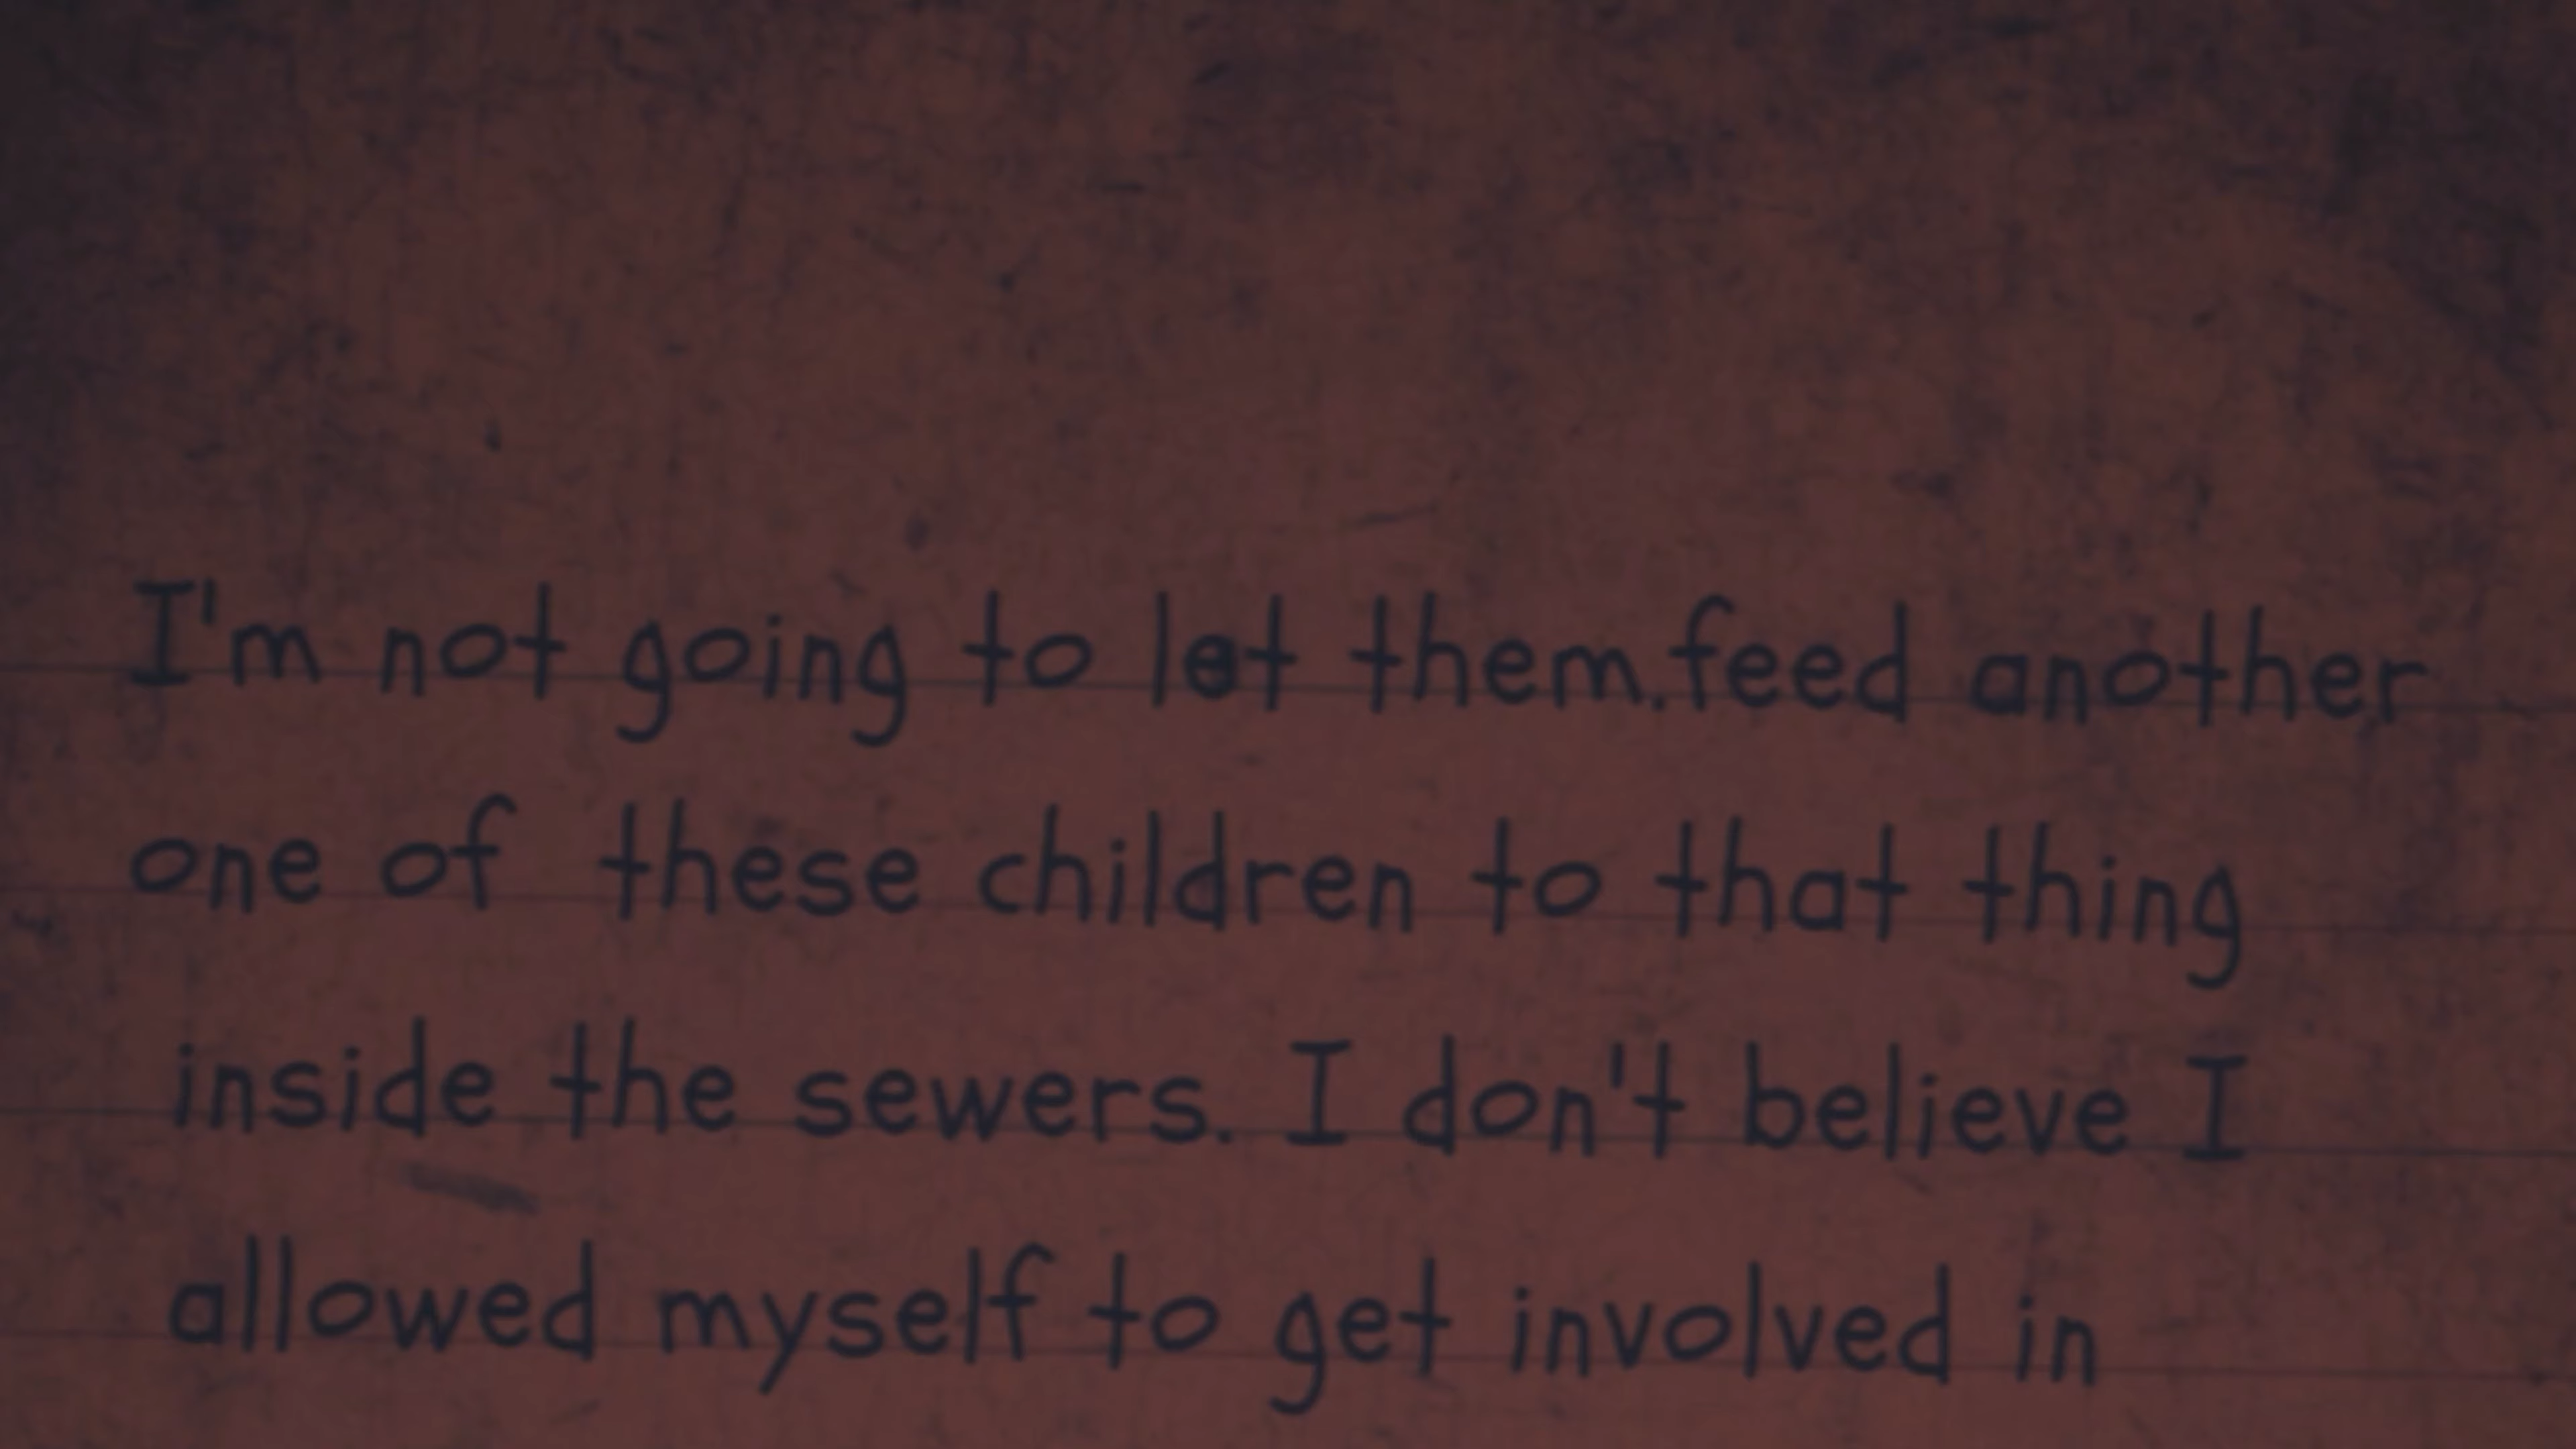 I'm not going to let them.feed another
one of these children to that thing
inside the sewers. I don't believe I
allowed myself to get involved in